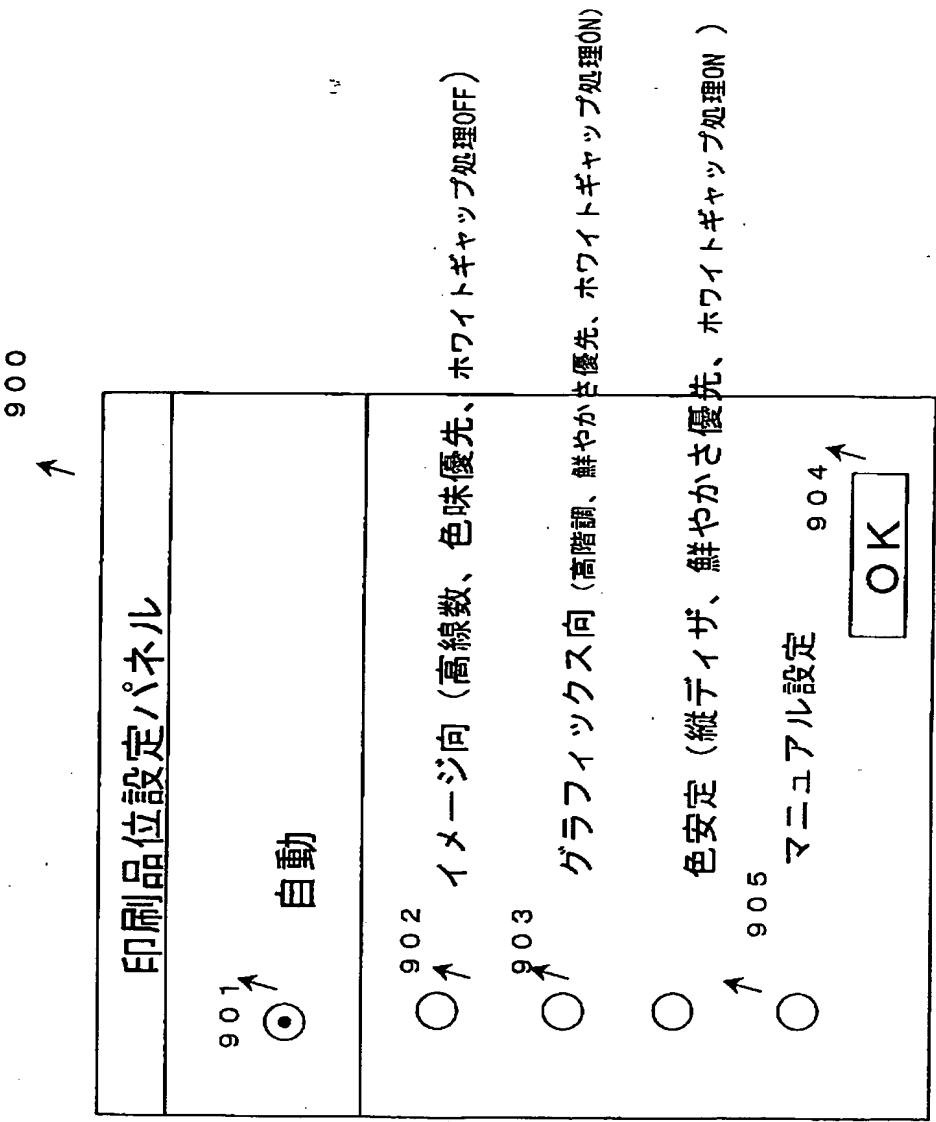 900
印刷品位設定パネル
901
自動
902
イメージ向（高線数、色味優先、ホワイトギャップ処理OFF）
903
グラフィックス向（高階調、鮮やかさ優先、ホワイトギャップ処理ON）
色安定（縦ディザ、鮮やかさ優先、ホワイトギャップ処理ON）
905
マニュアル設定
904
OK